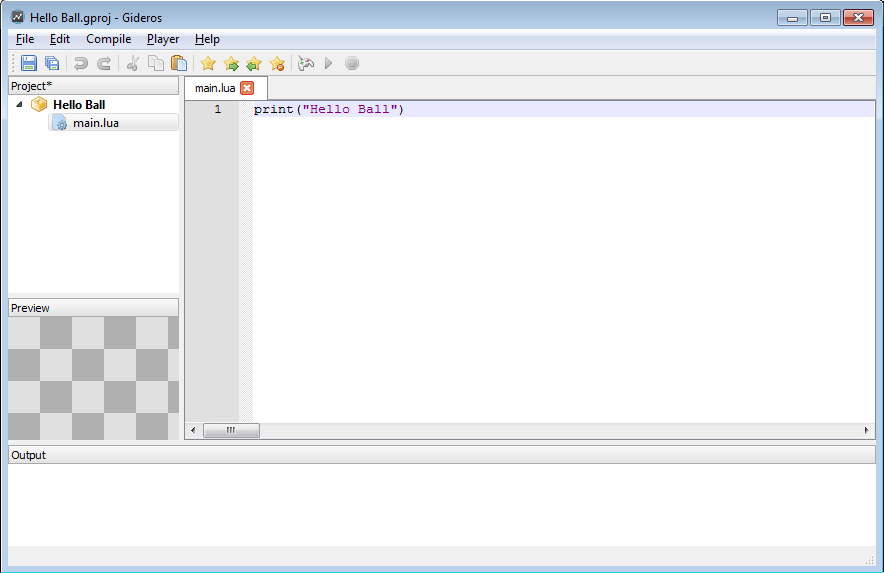 Hello Ball.gproj - Gideros
File Edit Compile Player Help
Project*
Hello Ball
main.lua
main.lua
1 print("Hello Ball")
Preview
Output